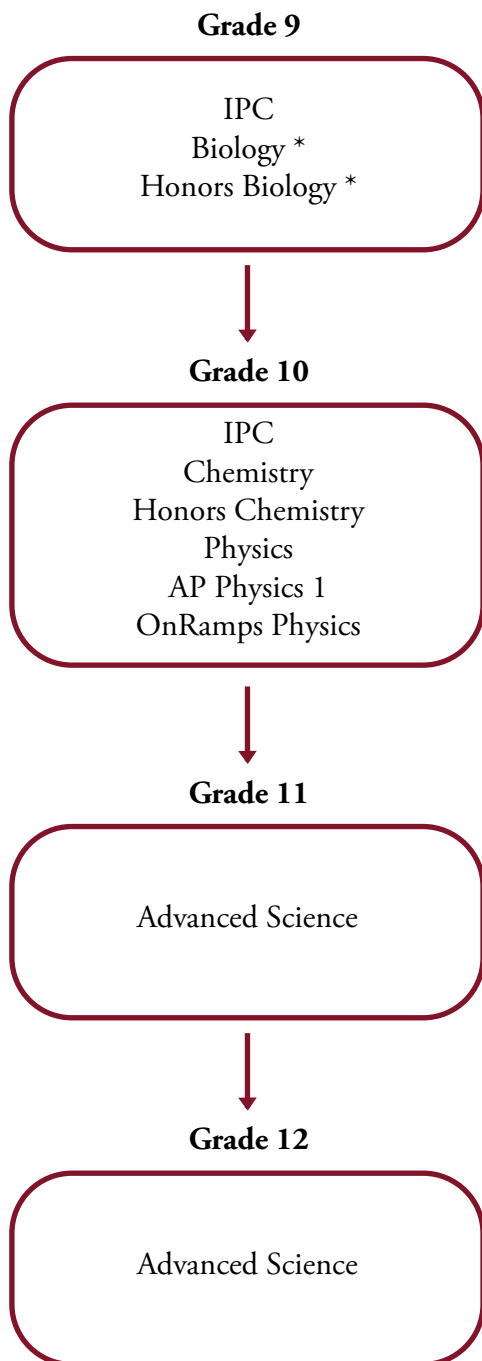 Grade 9
IPC
Biology *
Honors Biology *
Grade 10
IPC
Chemistry
Honors Chemistry
Physics
AP Physics 1
OnRamps Physics
Grade 11
Advanced Science
Grade 12
Advanced Science